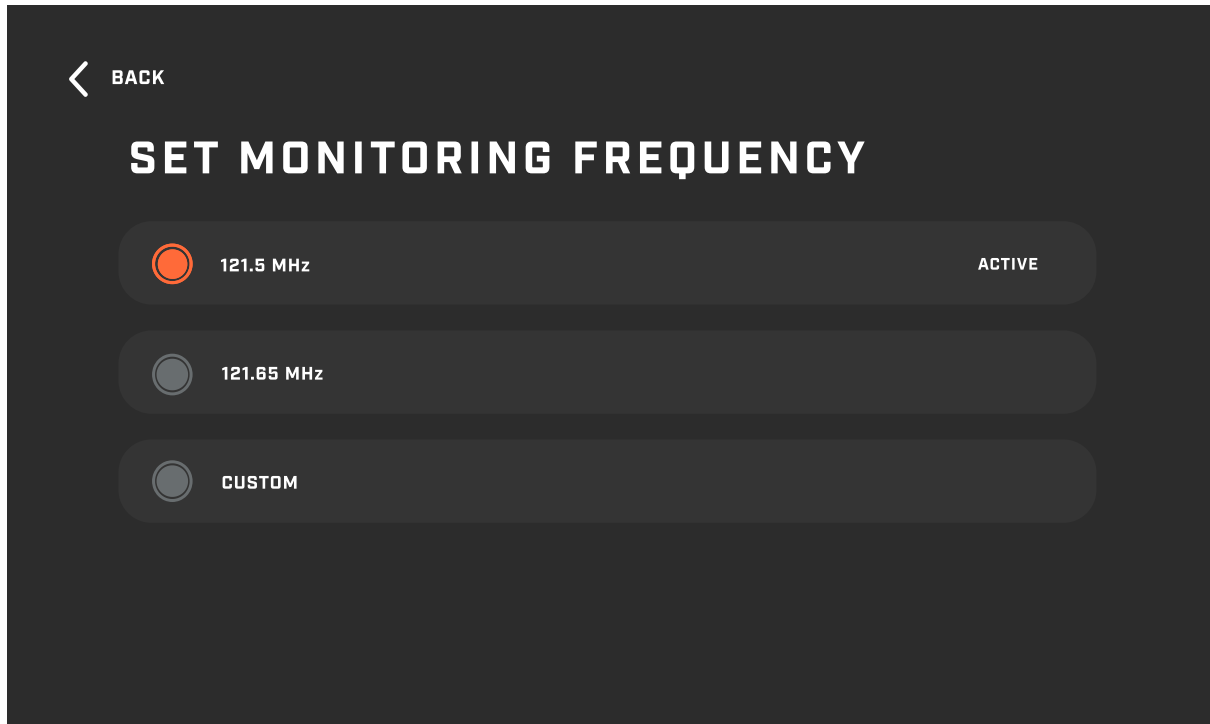 BACK
SET MONITORING FREQUENCY
121.5 MHz ACTIVE
121.65 MHz
CUSTOM